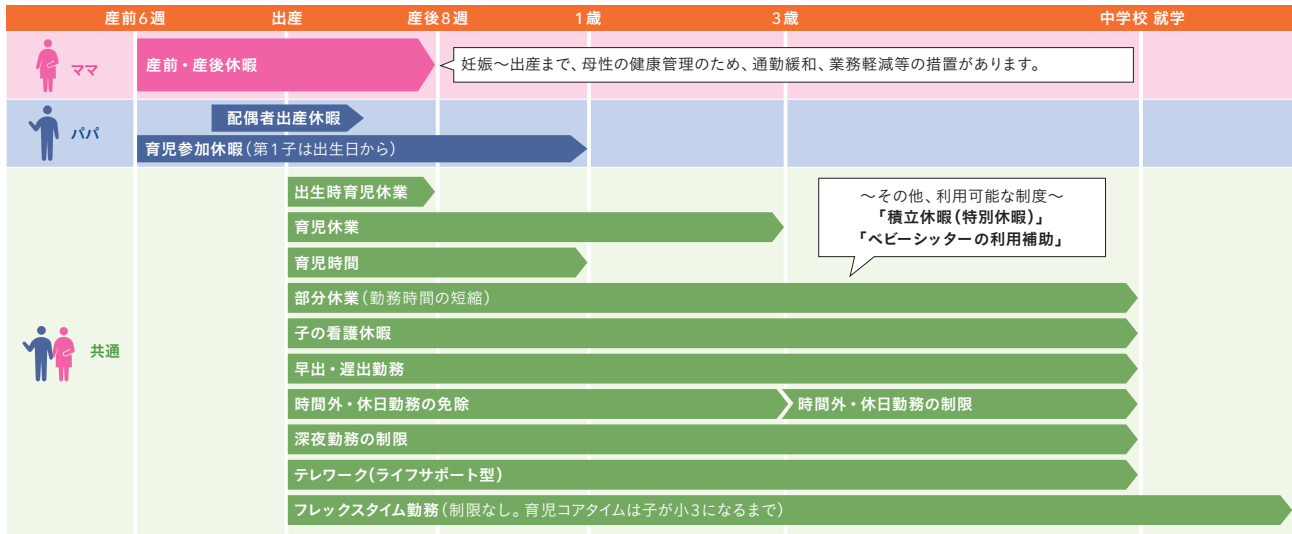 産前6週 出産 産後8週 1歳 3歳 中学校 就学
ママ
産前・産後休暇
妊娠～出産まで、母性の健康管理のため、通勤緩和、業務軽減等の措置があります。
パパ
配偶者出産休暇
育児参加休暇(第1子は出生日から)
共通
出生時育児休業
育児休業
～その他、利用可能な制度～
「積立休暇(特別休暇)」
「ベビーシッターの利用補助」
育児時間
部分休業(勤務時間の短縮)
子の看護休暇
早出・遅出勤務
時間外・休日勤務の免除 時間外・休日勤務の制限
深夜勤務の制限
テレワーク(ライフサポート型)
フレックスタイム勤務(制限なし。育児コアタイムは子が小3になるまで)